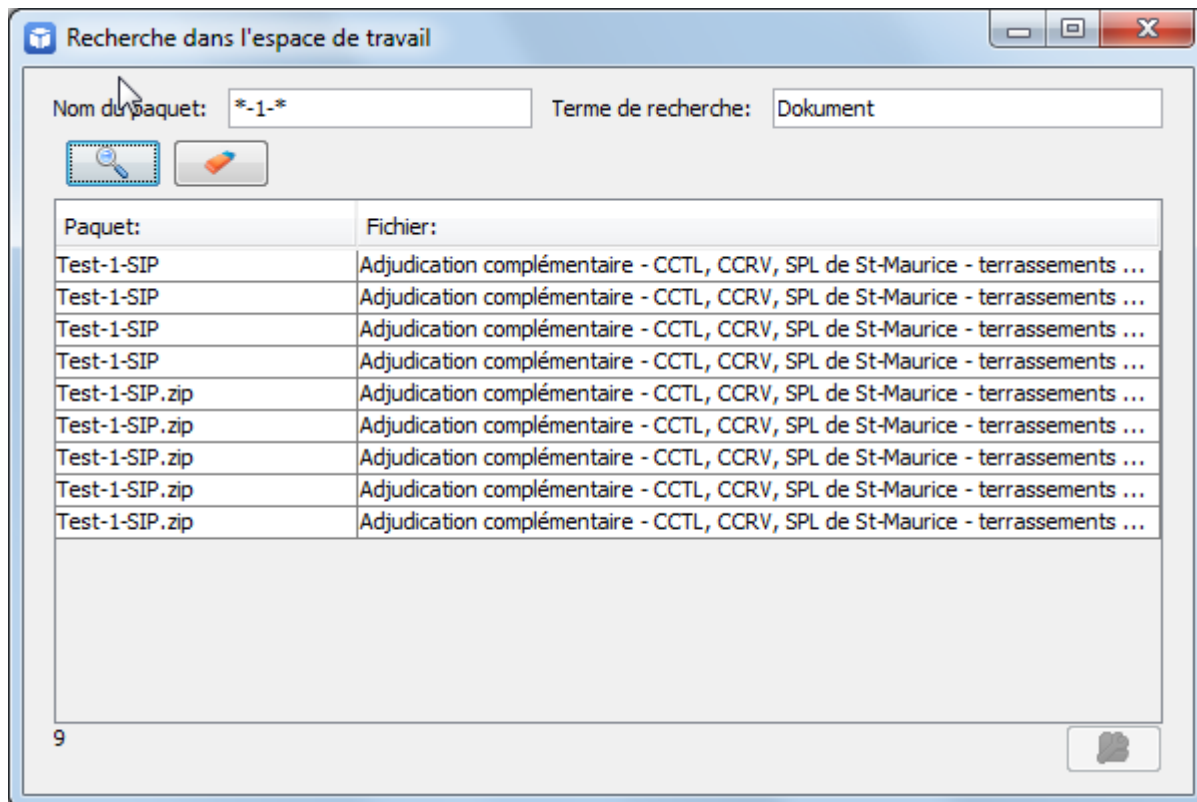 Recherche dans l'espace de travail
Nom du paquet: *-1-* Terme de recherche: Dokument
Paquet: Fichier:
Test-1-SIP Adjudication complémentaire - CCTL, CCRV, SPL de St-Maurice - terrassements ...
Test-1-SIP Adjudication complémentaire - CCTL, CCRV, SPL de St-Maurice - terrassements ...
Test-1-SIP Adjudication complémentaire - CCTL, CCRV, SPL de St-Maurice - terrassements ...
Test-1-SIP Adjudication complémentaire - CCTL, CCRV, SPL de St-Maurice - terrassements ...
Test-1-SIP.zip Adjudication complémentaire - CCTL, CCRV, SPL de St-Maurice - terrassements ...
Test-1-SIP.zip Adjudication complémentaire - CCTL, CCRV, SPL de St-Maurice - terrassements ...
Test-1-SIP.zip Adjudication complémentaire - CCTL, CCRV, SPL de St-Maurice - terrassements ...
Test-1-SIP.zip Adjudication complémentaire - CCTL, CCRV, SPL de St-Maurice - terrassements ...
Test-1-SIP.zip Adjudication complémentaire - CCTL, CCRV, SPL de St-Maurice - terrassements ...
9